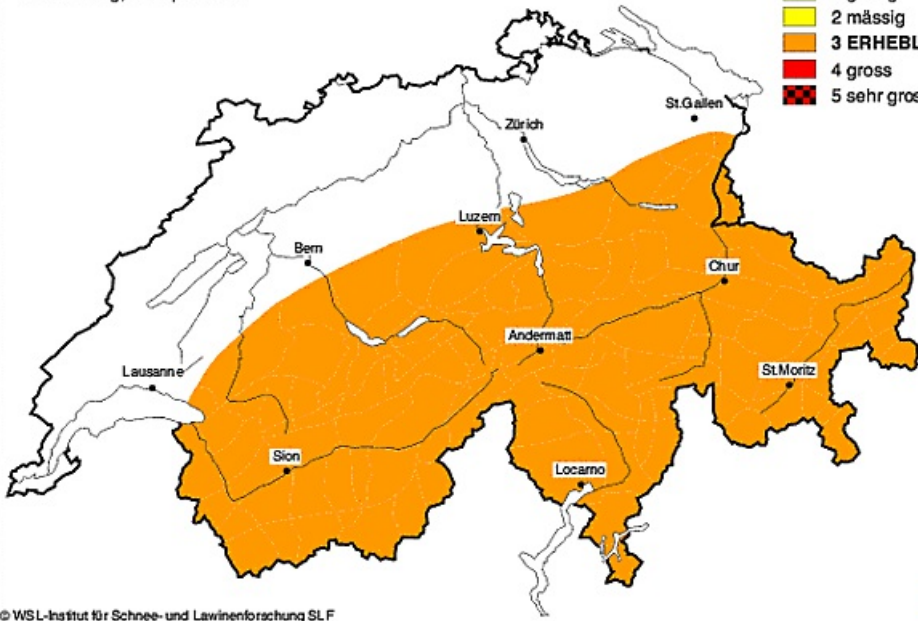 2 mässig
3 ERHEBL
4 gross
5 sehr gros
St.Gallen
Zürich
Luzern
Bern
Chur
Andermatt
Lausanne
St.Moritz
Sion
Locarno
© WSL-Institut für Schnee- und Lawinenforschung SLF